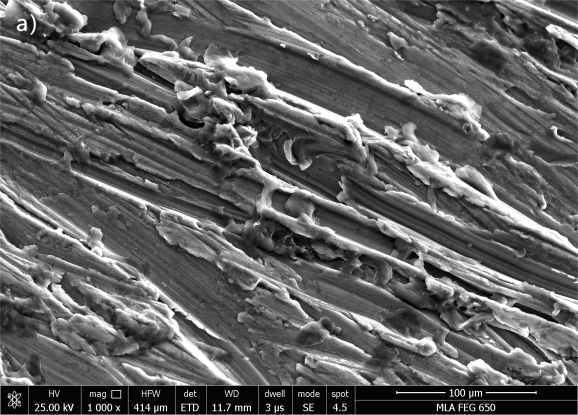 a)
HV mag HFW det WD dwell mode spot 100 µm
25.00 kV 1 000 x 414 µm ETD 11.7 mm 3 µs SE 4.5 MLA FEG 650